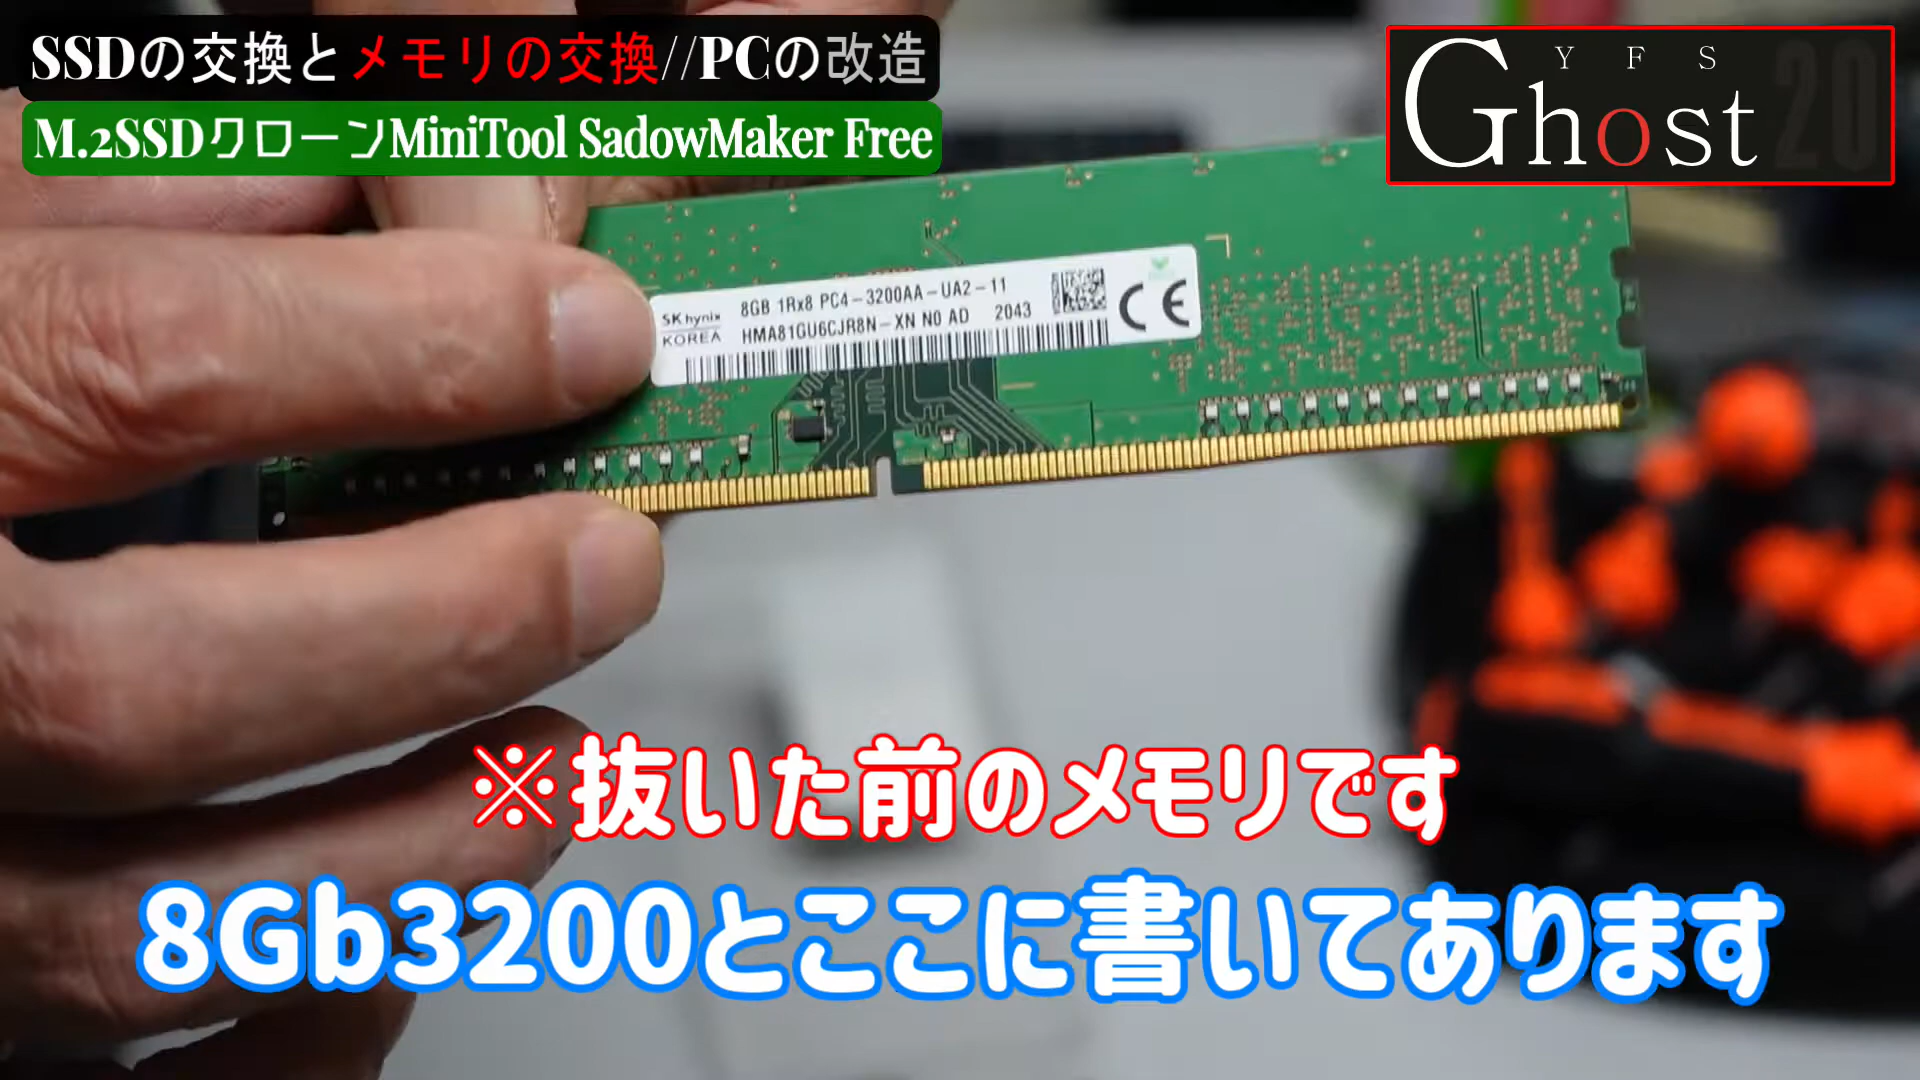 SSDの交換とメモリの交換//PCの改造
M.2SSDクローンMiniTool SadowMaker Free
Y F S
Ghost 20
SK hynix
KOREA
8GB 1Rx8 PC4-3200AA-UA2-11
HMA81GU6CJR8N-XN N0 AD 2043
CE
※抜いた前のメモリです
8Gb3200とここに書いてあります